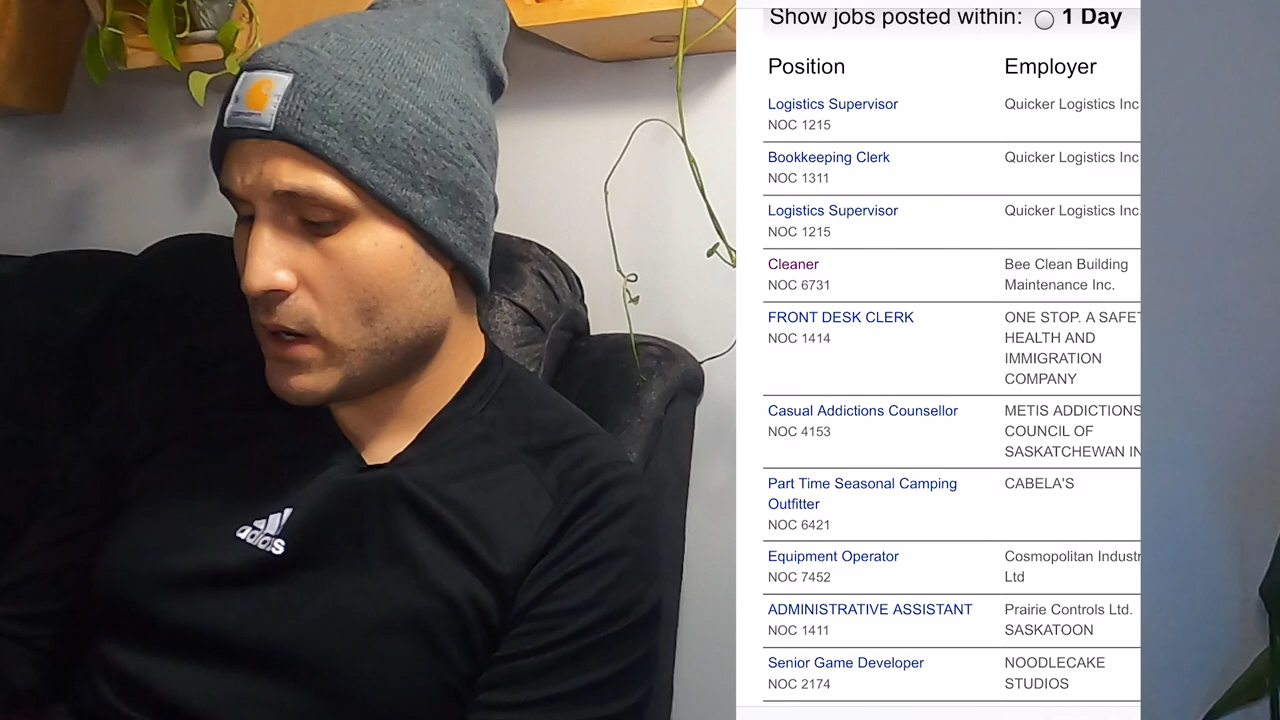 Show jobs posted within: 1 Day
Position Employer
Logistics Supervisor Quicker Logistics Inc
NOC 1215
Bookkeeping Clerk Quicker Logistics Inc
NOC 1311
Logistics Supervisor Quicker Logistics Inc.
NOC 1215
Cleaner Bee Clean Building
NOC 6731 Maintenance Inc.
FRONT DESK CLERK ONE STOP. A SAFET
NOC 1414 HEALTH AND
IMMIGRATION
COMPANY
Casual Addictions Counsellor METIS ADDICTIONS
NOC 4153 COUNCIL OF
SASKATCHEWAN IN
Part Time Seasonal Camping CABELA'S
Outfitter
NOC 6421
Equipment Operator Cosmopolitan Industr
NOC 7452 Ltd
ADMINISTRATIVE ASSISTANT Prairie Controls Ltd.
NOC 1411 SASKATOON
Senior Game Developer NOODLECAKE
NOC 2174 STUDIOS
adidas